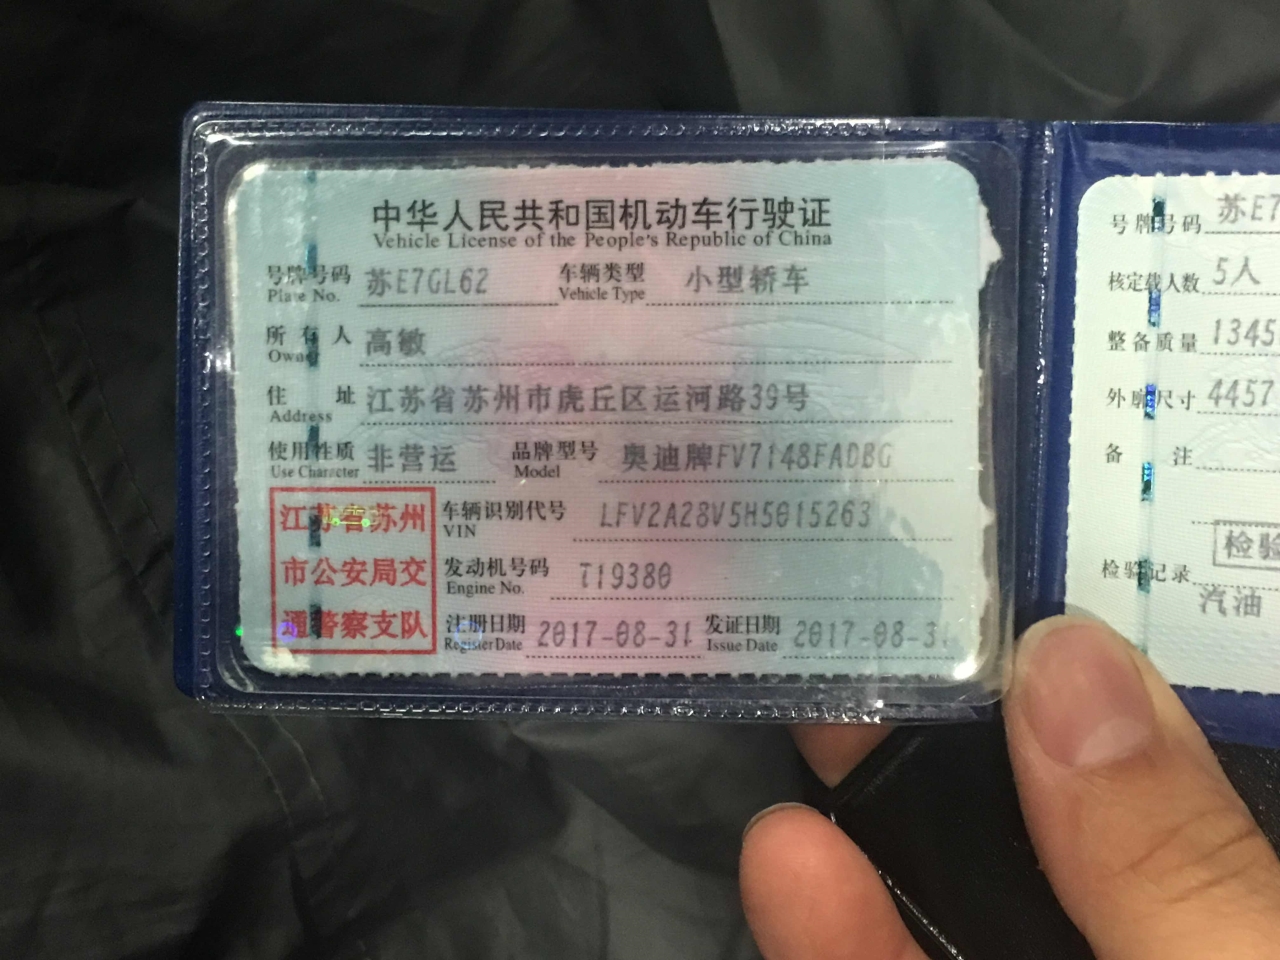 中华人民共和国机动车行驶证
Vehicle License of the People's Republic of China
号牌号码 苏E7GL62 车辆类型 小型轿车
Plate No. Vehicle Type
所有人 高敏
Owner
住址 江苏省苏州市虎丘区运河路39号
Address
使用性质 非营运 品牌型号 奥迪牌FV7148FADBG
Use Character Model
江苏省苏州
市公安局交
通警察支队
车辆识别代号 LFV2A28V5H5015263
VIN
发动机号码 T19380
Engine No.
注册日期 2017-08-31 发证日期 2017-08-31
Register Date Issue Date
号牌号码 苏E7
核定载人数 5人
整备质量 1345
外廓尺寸 4457
备注
检验
检验记录
汽油